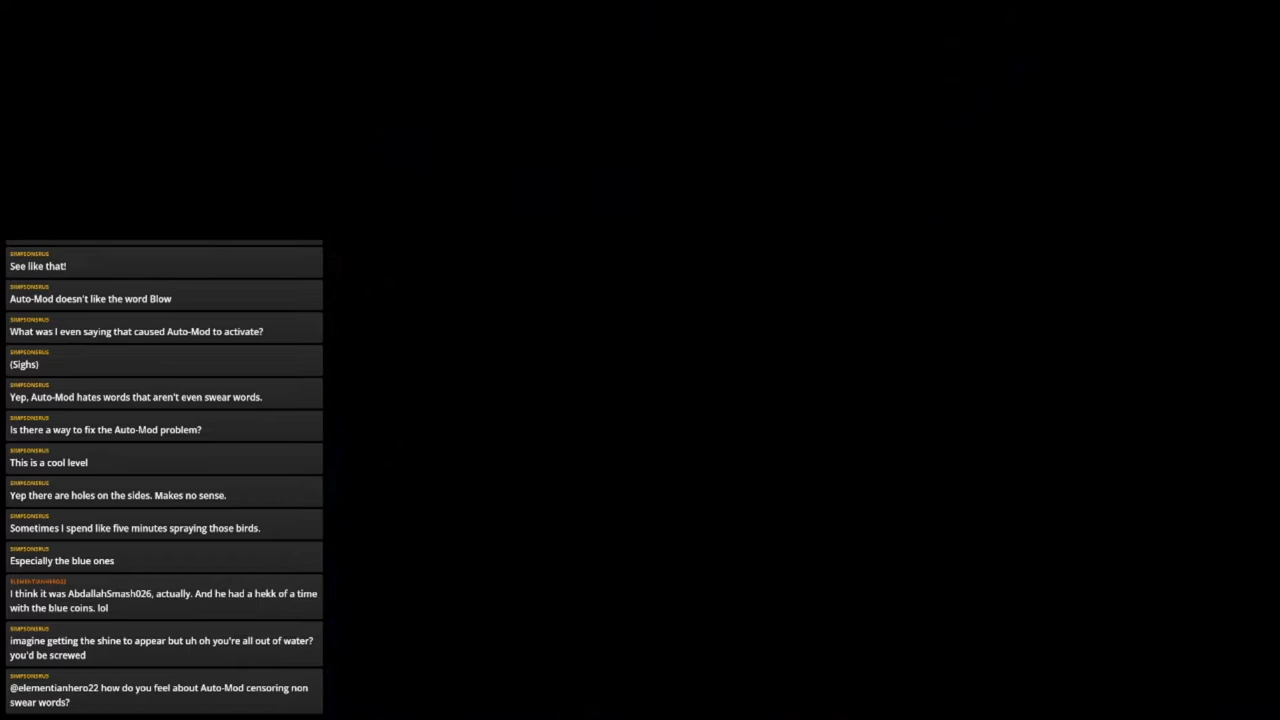 SIMPSONSRUS
See like that!
SIMPSONSRUS
Auto-Mod doesn't like the word Blow
SIMPSONSRUS
What was I even saying that caused Auto-Mod to activate?
SIMPSONSRUS
(Sighs)
SIMPSONSRUS
Yep, Auto-Mod hates words that aren't even swear words.
SIMPSONSRUS
Is there a way to fix the Auto-Mod problem?
SIMPSONSRUS
This is a cool level
SIMPSONSRUS
Yep there are holes on the sides. Makes no sense.
SIMPSONSRUS
Sometimes I spend like five minutes spraying those birds.
SIMPSONSRUS
Especially the blue ones
ELEMENTIANHERO22
I think it was AbdallahSmash026, actually. And he had a hekk of a time
with the blue coins. lol
SIMPSONSRUS
imagine getting the shine to appear but uh oh you're all out of water?
you'd be screwed
SIMPSONSRUS
@elementianhero22 how do you feel about Auto-Mod censoring non
swear words?